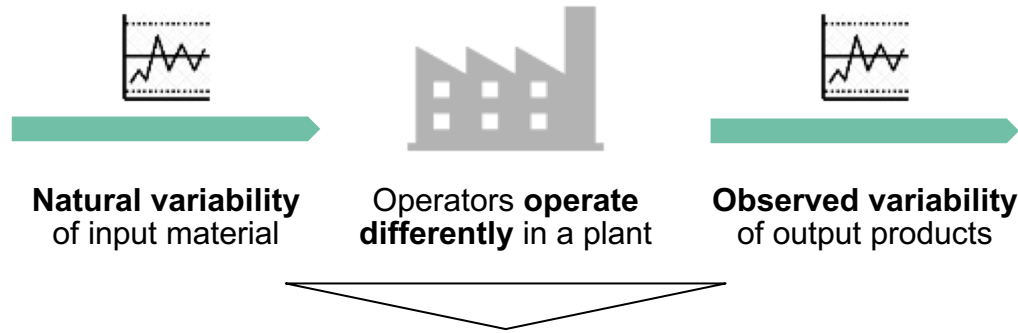 Natural variability
of input material
Operators operate
differently in a plant
Observed variability
of output products